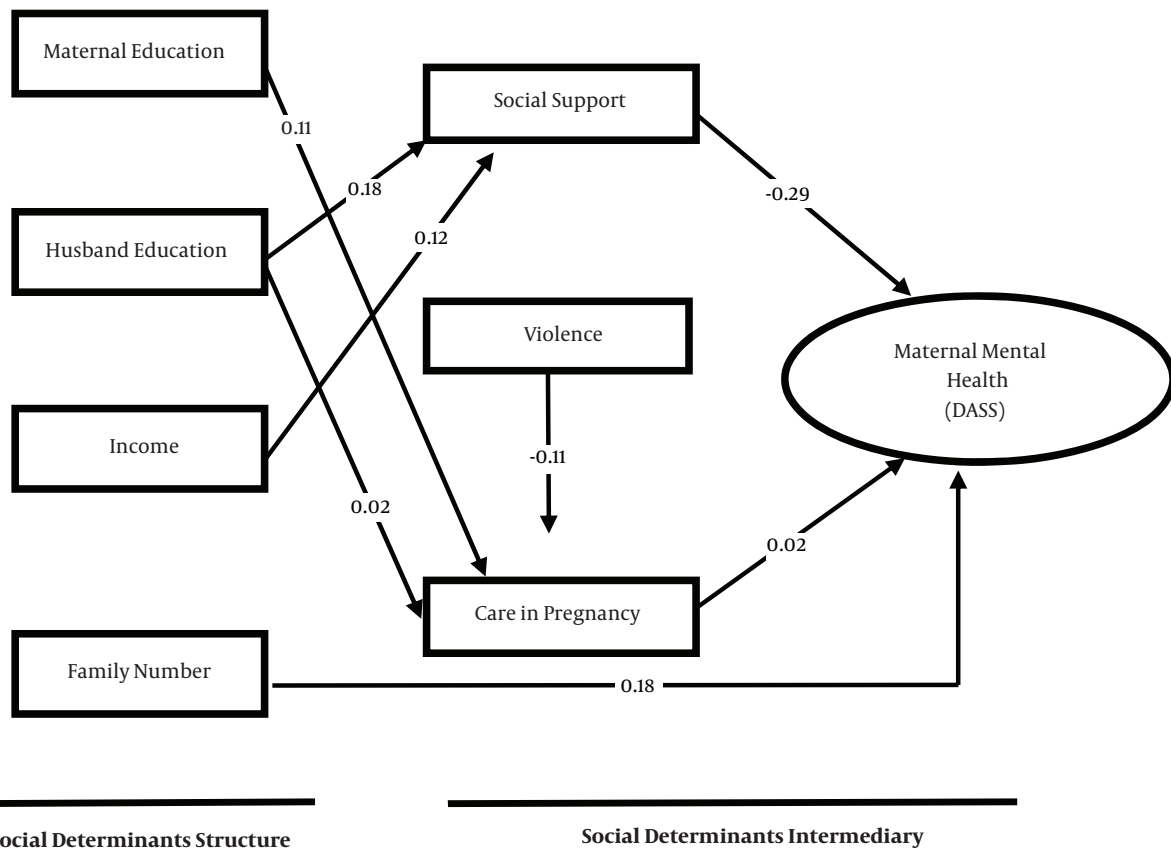 Maternal Education
Social Support
0.11
0.18
-0.29
Husband Education
0.12
Violence
Maternal Mental
Health
(DASS)
Income
-0.11
0.02
0.02
Care in Pregnancy
Family Number
0.18
ocial Determinants Structure
Social Determinants Intermediary